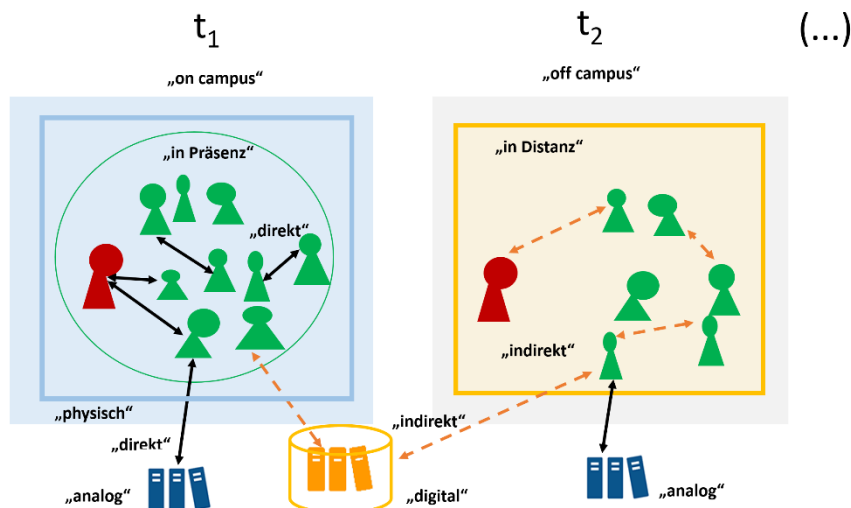 t1
t2
(...)
„on campus“
„off campus“
„in Präsenz“
„in Distanz“
„direkt“
„indirekt“
„physisch“
„direkt“
„indirekt“
„analog“
„digital“
„analog“